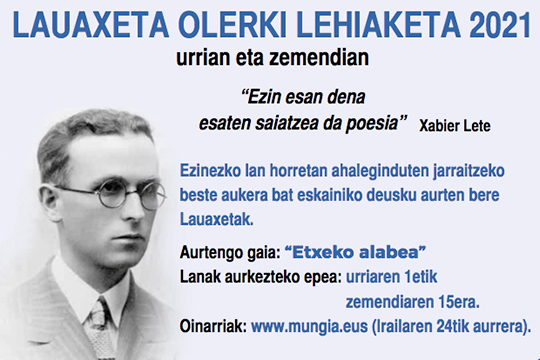 LAUAXETA OLERKI LEHIAKETA 2021
urrian eta zemendian
“Ezin esan dena
esaten saiatzea da poesia” Xabier Lete
Ezinezko lan horretan ahaleginduten jarraitzeko
beste aukera bat eskainiko deusku aurten bere
Lauaxetak.
Aurtengo gaia: “Etxeko alabea”
Lanak aurkezteko epea: urriaren 1etik
zemendiaren 15era.
Oinarriak: www.mungia.eus (Irailaren 24tik aurrera).